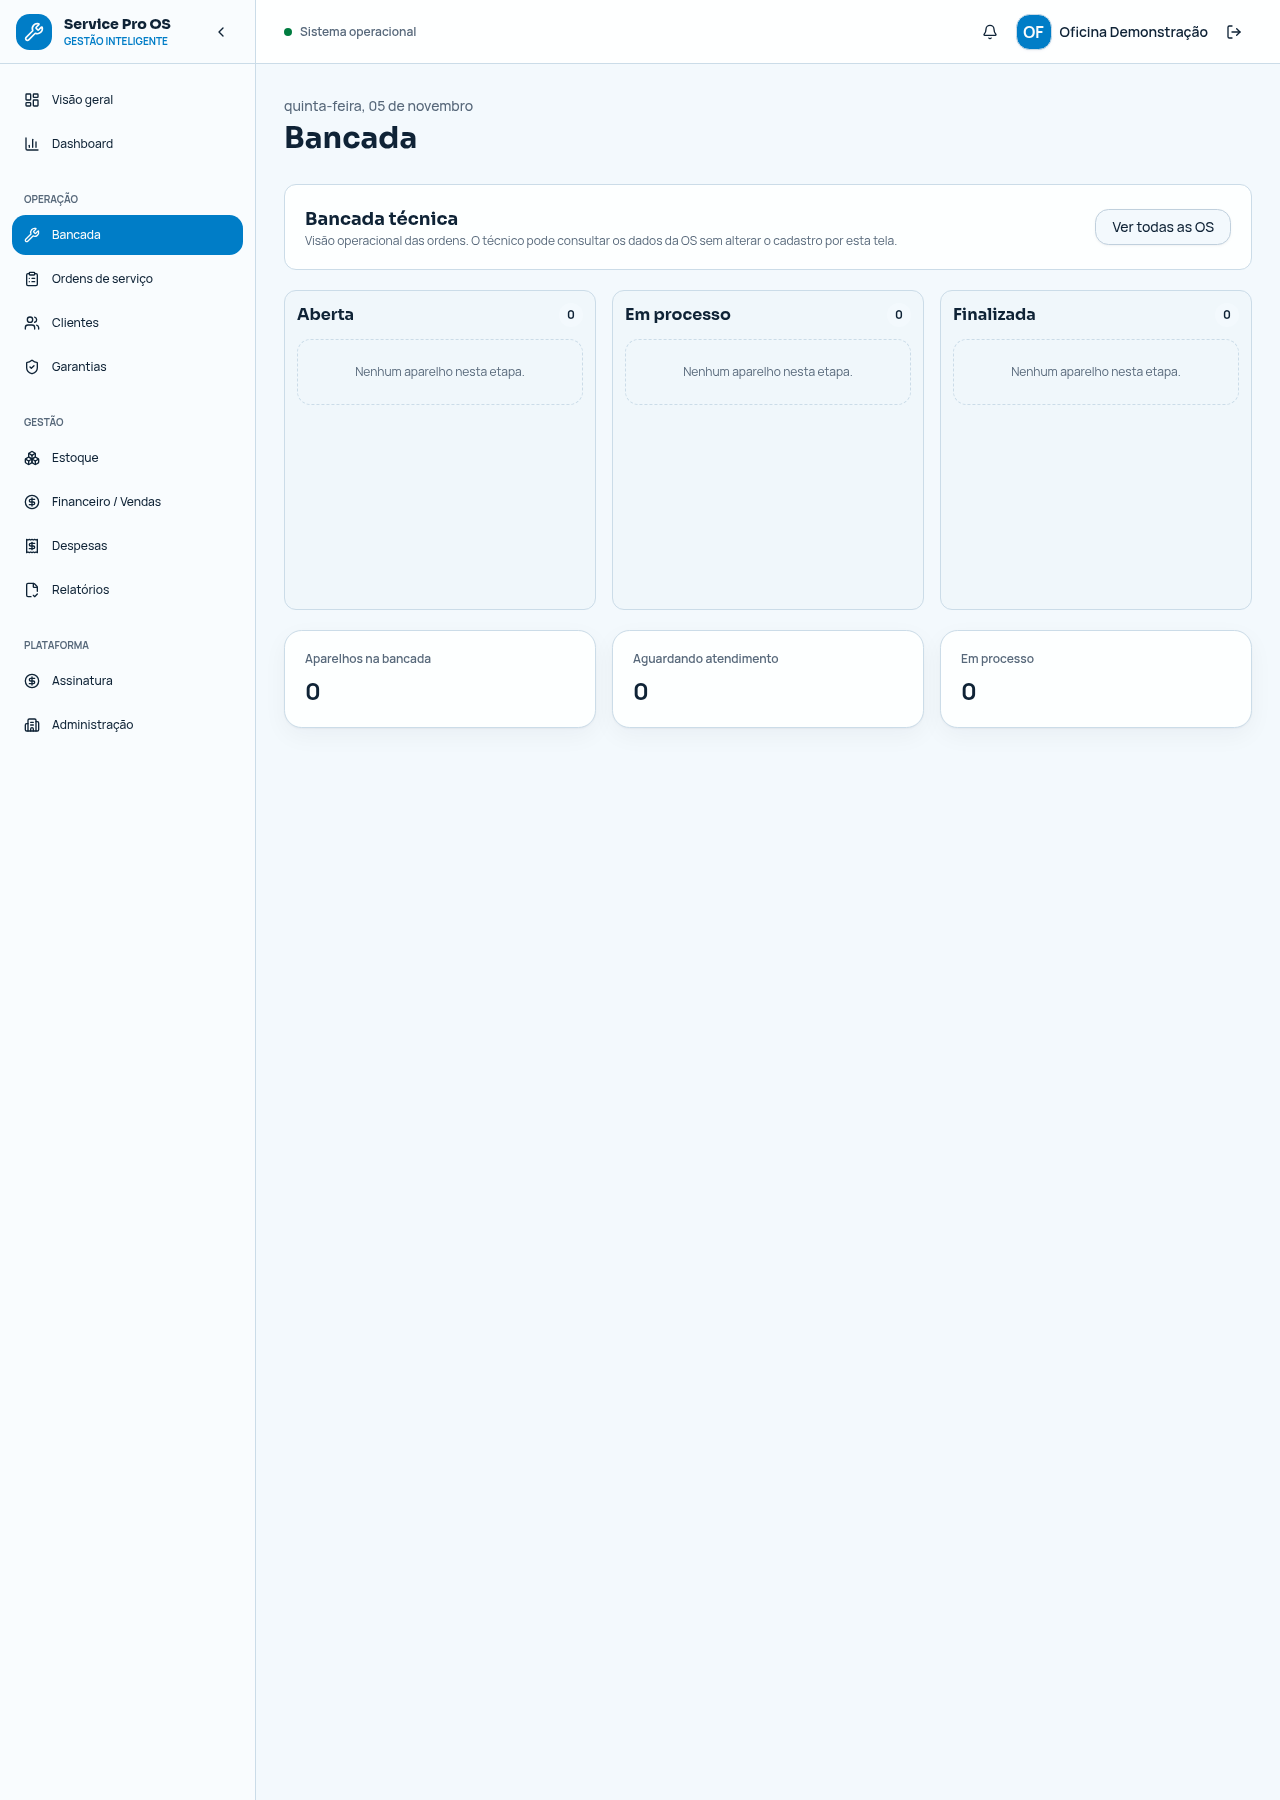 Service Pro OS
GESTÃO INTELIGENTE
Sistema operacional
OF
Oficina Demonstração
Visão geral
Dashboard
OPERAÇÃO
Bancada
Ordens de serviço
Clientes
Garantias
GESTÃO
Estoque
Financeiro / Vendas
Despesas
Relatórios
PLATAFORMA
Assinatura
Administração
quinta-feira, 05 de novembro
Bancada
Bancada técnica
Visão operacional das ordens. O técnico pode consultar os dados da OS sem alterar o cadastro por esta tela.
Ver todas as OS
Aberta 0
Nenhum aparelho nesta etapa.
Em processo 0
Nenhum aparelho nesta etapa.
Finalizada 0
Nenhum aparelho nesta etapa.
Aparelhos na bancada
0
Aguardando atendimento
0
Em processo
0